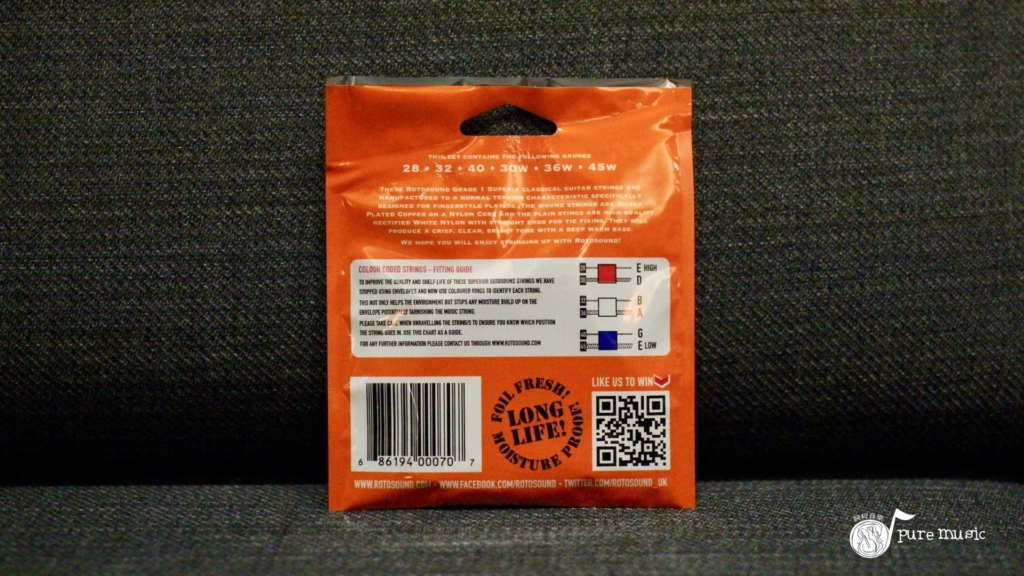 THIS SET CONTAINS THE FOLLOWING GAUGES
28 • 32 • 40 • 30W • 36W • 45W
THESE ROTOSOUND GRADE 1 SUPERIA CLASSICAL GUITAR STRINGS ARE
MANUFACTURED TO A NORMAL TENSION CHARACTERISTIC SPECIFICALLY
DESIGNED FOR FINGERSTYLE PLAYING. THE WOUND STRINGS ARE SILVER
PLATED COPPER ON A NYLON CORE AND THE PLAIN STINGS ARE HIGH QUALITY
RECTIFIED WHITE NYLON WITH STRAIGHT ENDS FOR TIE FIXING. THEY WILL
PRODUCE A CRISP, CLEAR, BRIGHT TONE WITH A DEEP WARM BASS.
WE HOPE YOU WILL ENJOY STRINGING UP WITH ROTOSOUND!
COLOUR CODED STRINGS - FITTING GUIDE
TO IMPROVE THE QUALITY AND SHELF LIFE OF THESE SUPERIOR ROTOSOUND STRINGS WE HAVE
STOPPED USING ENVELOPES AND NOW USE COLOURED RINGS TO IDENTIFY EACH STRING.
THIS NOT ONLY HELPS THE ENVIRONMENT BUT STOPS ANY MOISTURE BUILD UP ON THE
ENVELOPE POTENTIALLY TARNISHING THE MUSIC STRING.
PLEASE TAKE CARE WHEN UNRAVELLING THE STRINGS TO ENSURE YOU KNOW WHICH POSITION
THE STRING GOES IN. USE THIS CHART AS A GUIDE.
FOR ANY FURTHER INFORMATION PLEASE CONTACT US THROUGH WWW.ROTOSOUND.COM
28 E HIGH
30 D
32 B
36 A
40 G
45 E LOW
6 86194 00070 7
FOIL FRESH!
LONG
LIFE!
MOISTURE PROOF!
LIKE US TO WIN
WWW.ROTOSOUND.COM - WWW.FACEBOOK.COM/ROTOSOUND - TWITTER.COM/ROTOSOUND_UK
pure music